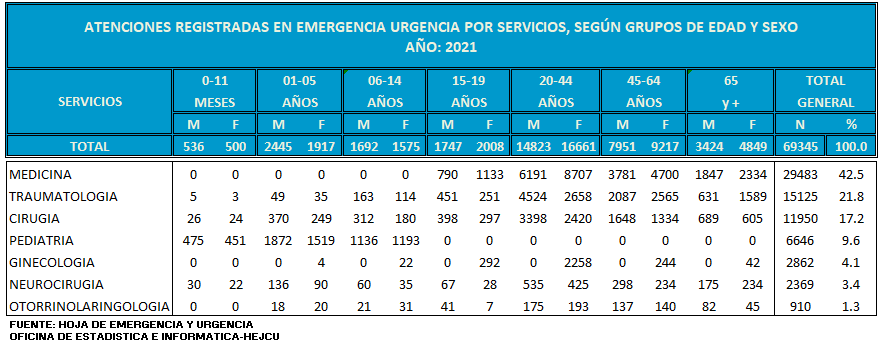 ATENCIONES REGISTRADAS EN EMERGENCIA URGENCIA POR SERVICIOS, SEGÚN GRUPOS DE EDAD Y SEXO
AÑO: 2021
SERVICIOS 0-11 MESES 01-05 AÑOS 06-14 AÑOS 15-19 AÑOS 20-44 AÑOS 45-64 AÑOS 65 y + TOTAL GENERAL
M F M F M F M F M F M F M F N %
TOTAL 536 500 2445 1917 1692 1575 1747 2008 14823 16661 7951 9217 3424 4849 69345 100.0
MEDICINA 0 0 0 0 0 0 790 1133 6191 8707 3781 4700 1847 2334 29483 42.5
TRAUMATOLOGIA 5 3 49 35 163 114 451 251 4524 2658 2087 2565 631 1589 15125 21.8
CIRUGIA 26 24 370 249 312 180 398 297 3398 2420 1648 1334 689 605 11950 17.2
PEDIATRIA 475 451 1872 1519 1136 1193 0 0 0 0 0 0 0 0 6646 9.6
GINECOLOGIA 0 0 0 4 0 22 0 292 0 2258 0 244 0 42 2862 4.1
NEUROCIRUGIA 30 22 136 90 60 35 67 28 535 425 298 234 175 234 2369 3.4
OTORRINOLARINGOLOGIA 0 0 18 20 21 31 41 7 175 193 137 140 82 45 910 1.3
FUENTE: HOJA DE EMERGENCIA Y URGENCIA
OFICINA DE ESTADISTICA E INFORMATICA-HEJCU